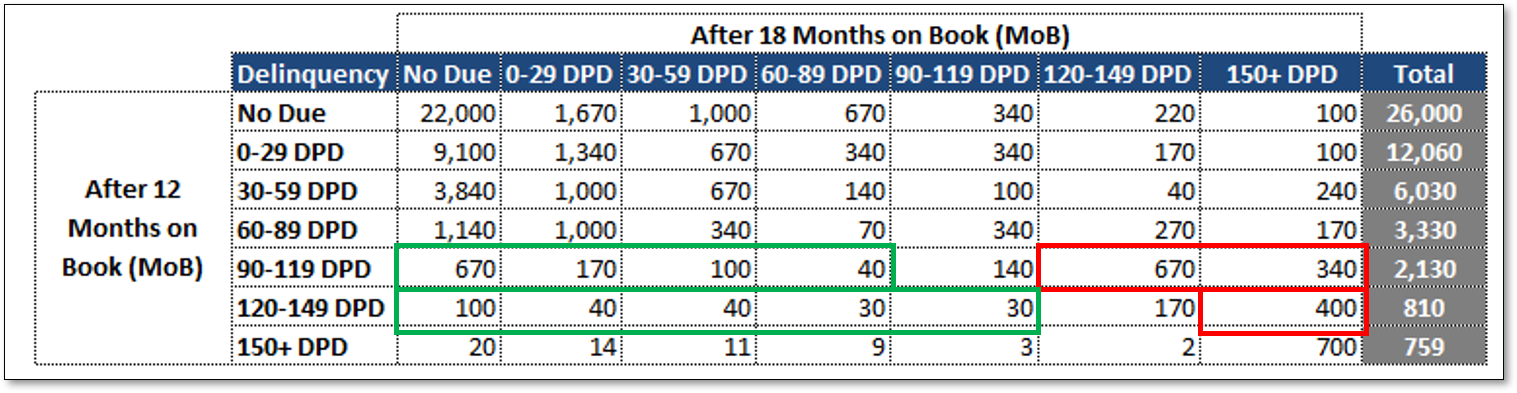 After 18 Months on Book (MoB)
Delinquency No Due 0-29 DPD 30-59 DPD 60-89 DPD 90-119 DPD 120-149 DPD 150+ DPD Total
After 12 Months on Book (MoB)
No Due 22,000 1,670 1,000 670 340 220 100 26,000
0-29 DPD 9,100 1,340 670 340 340 170 100 12,060
30-59 DPD 3,840 1,000 670 140 100 40 240 6,030
60-89 DPD 1,140 1,000 340 70 340 270 170 3,330
90-119 DPD 670 170 100 40 140 670 340 2,130
120-149 DPD 100 40 40 30 30 170 400 810
150+ DPD 20 14 11 9 3 2 700 759